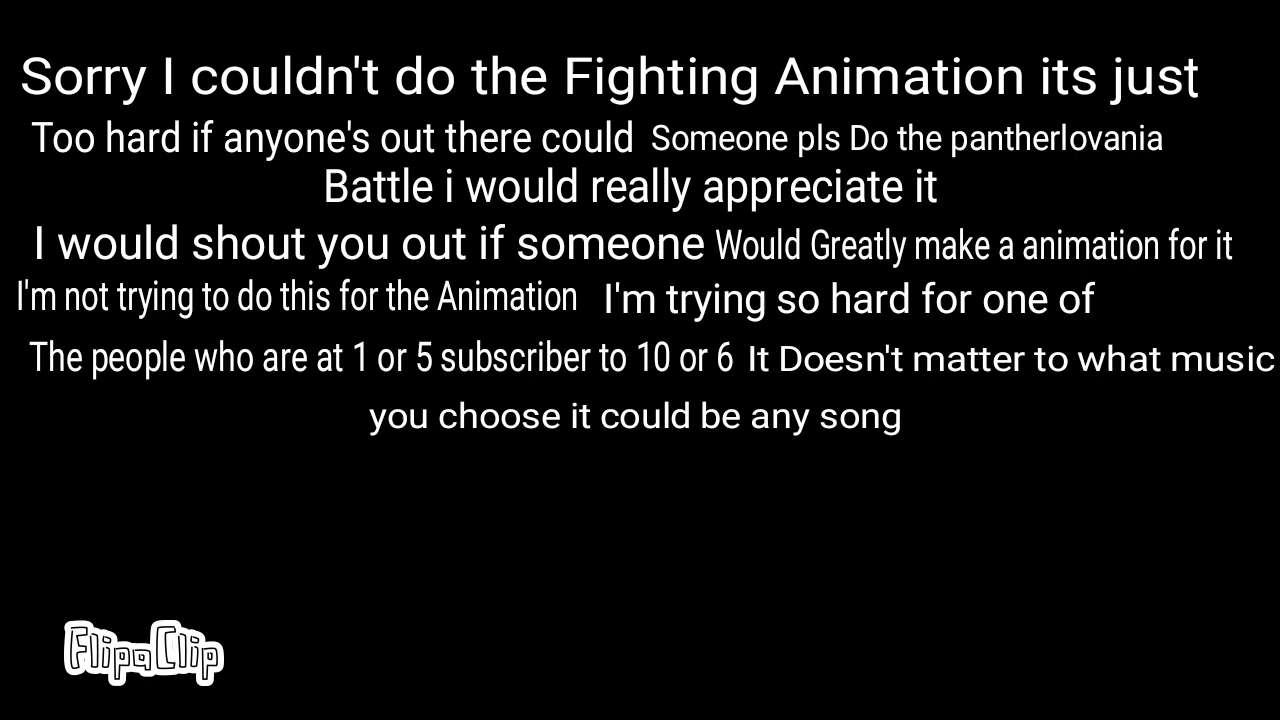 Sorry I couldn't do the Fighting Animation its just
Too hard if anyone's out there could Someone pls Do the pantherlovania
Battle i would really appreciate it
I would shout you out if someone Would Greatly make a animation for it
I'm not trying to do this for the Animation I'm trying so hard for one of
The people who are at 1 or 5 subscriber to 10 or 6 It Doesn't matter to what music
you choose it could be any song
FlipaClip